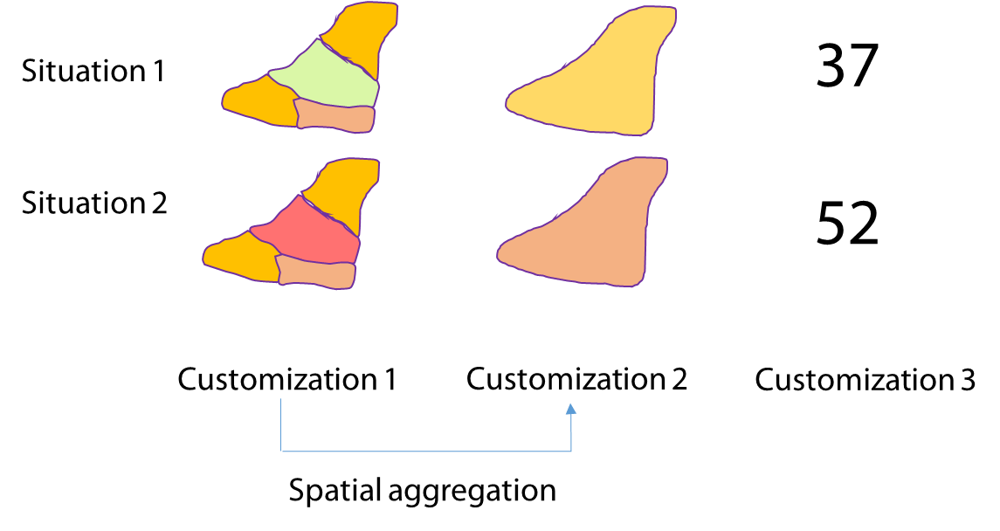 Situation 1
37
Situation 2
52
Customization 1
Customization 2
Customization 3
Spatial aggregation